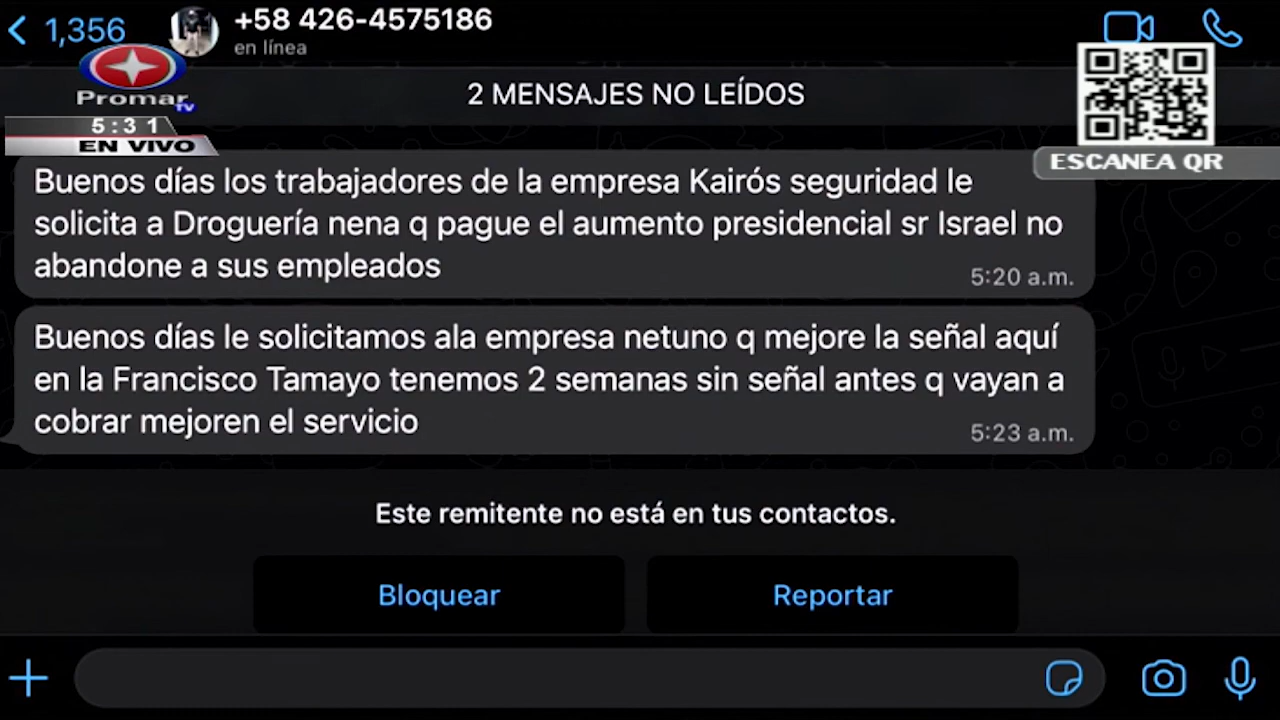 1,356
+58 426-4575186
en línea
Promar TV
5:31
EN VIVO
2 MENSAJES NO LEÍDOS
ESCANEA QR
Buenos días los trabajadores de la empresa Kairós seguridad le
solicita a Droguería nena q pague el aumento presidencial sr Israel no
abandone a sus empleados
5:20 a.m.
Buenos días le solicitamos ala empresa netuno q mejore la señal aquí
en la Francisco Tamayo tenemos 2 semanas sin señal antes q vayan a
cobrar mejoren el servicio
5:23 a.m.
Este remitente no está en tus contactos.
Bloquear
Reportar